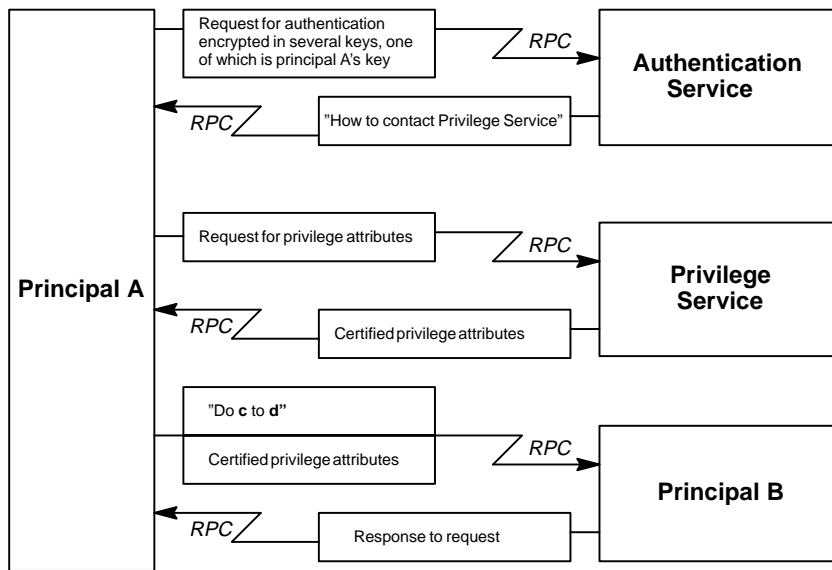 Request for authentication
encrypted in several keys, one
of which is principal A's key
RPC
Authentication
Service
RPC
"How to contact Privilege Service"
Request for privilege attributes
RPC
Privilege
Service
Principal A
RPC
Certified privilege attributes
"Do c to d"
Certified privilege attributes
RPC
Principal B
RPC
Response to request